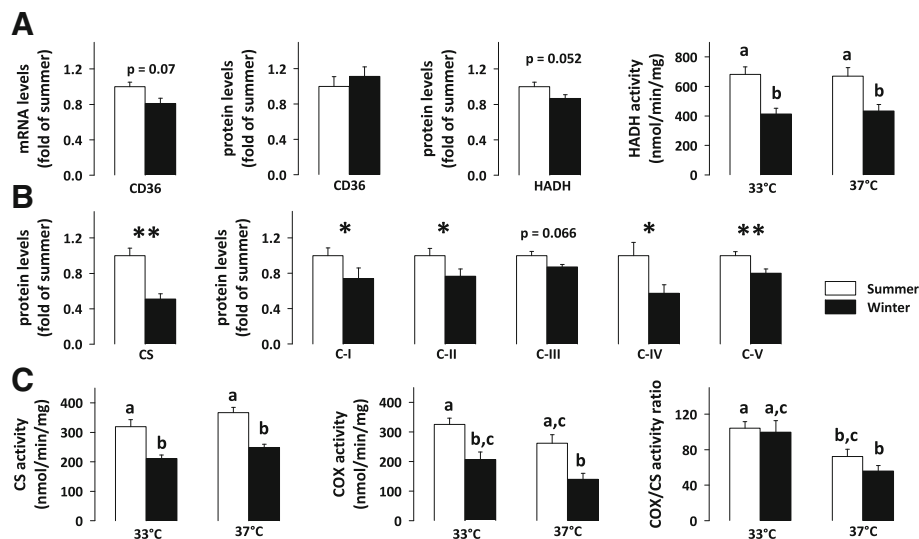 A
mRNA levels
(fold of summer)
1.2
0.8
0.4
0.0
p = 0.07
CD36
protein levels
(fold of summer)
1.2
0.8
0.4
0.0
CD36
protein levels
(fold of summer)
1.2
0.8
0.4
0.0
p = 0.052
HADH
HADH activity
(nmol/min/mg)
800
600
400
200
0
a
b
a
b
33°C
37°C
B
protein levels
(fold of summer)
1.2
0.8
0.4
0.0
**
CS
protein levels
(fold of summer)
1.2
0.8
0.4
0.0
*
*
p = 0.066
*
**
C-I
C-II
C-III
C-IV
C-V
Summer
Winter
C
CS activity
(nmol/min/mg)
400
300
200
100
0
a
b
a
b
33°C
37°C
COX activity
(nmol/min/mg)
400
300
200
100
0
a
b,c
a,c
b
33°C
37°C
COX/CS activity ratio
120
80
40
0
a
a,c
b,c
b
33°C
37°C